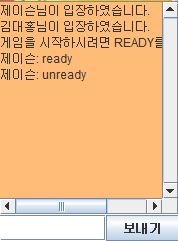 제이슨님이 입장하였습니다.
김대홍님이 입장하였습니다.
게임을 시작하시려면 READY를
제이슨: ready
제이슨: unready
보내기